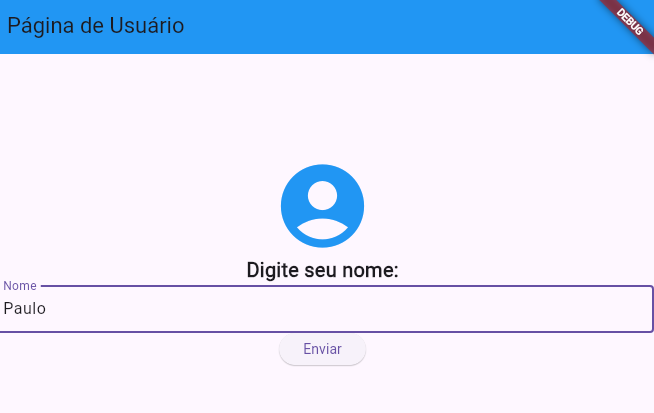 Página de Usuário
DEBUG
Digite seu nome:
Nome
Paulo
Enviar